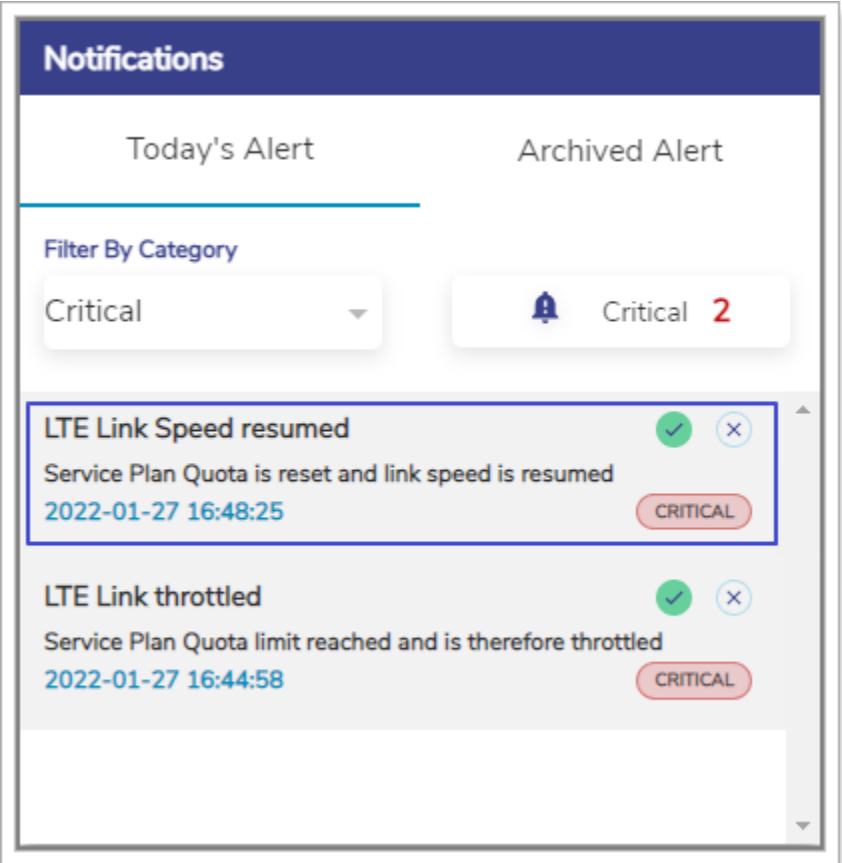 Notifications
Today's Alert Archived Alert
Filter By Category
Critical Critical 2
LTE Link Speed resumed
Service Plan Quota is reset and link speed is resumed
2022-01-27 16:48:25 CRITICAL
LTE Link throttled
Service Plan Quota limit reached and is therefore throttled
2022-01-27 16:44:58 CRITICAL